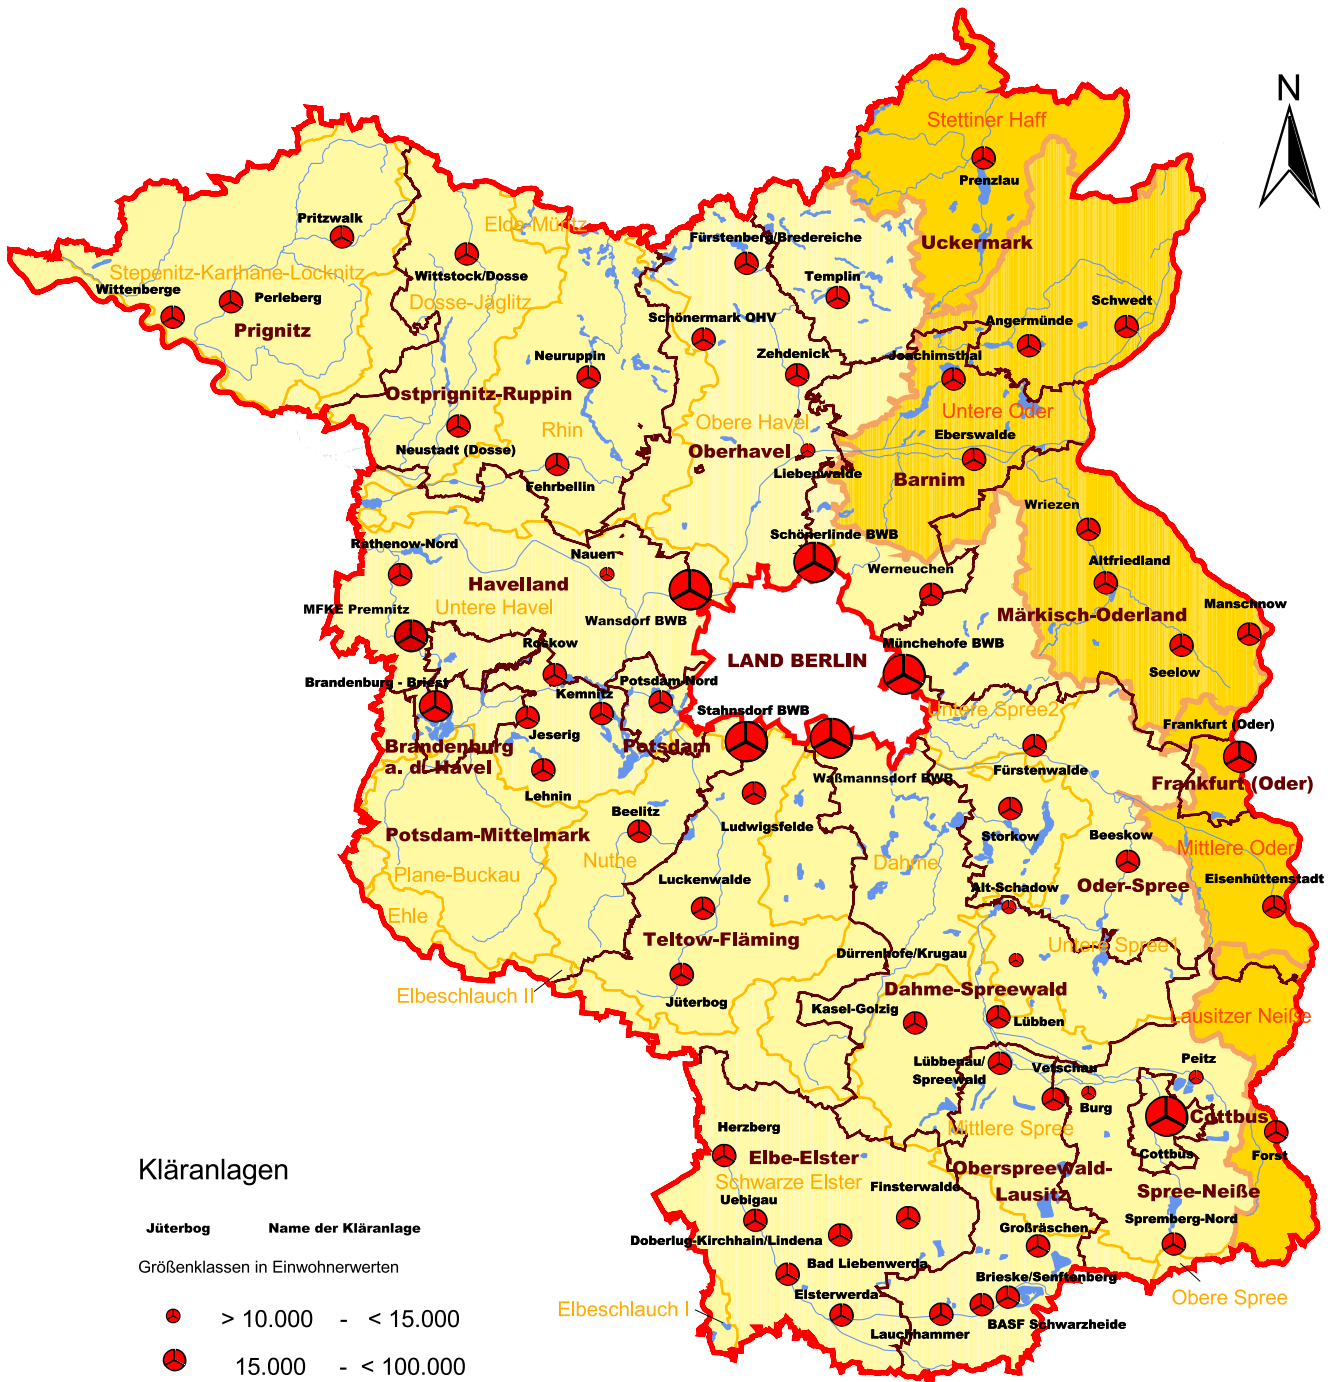 N
Stettiner Haff
Prenzlau
Uckermark
Pritzwalk
Elde-Müritz
Fürstenberg/Bredereiche
Stepenitz-Karthane-Löcknitz
Wittstock/Dosse
Templin
Wittenberge
Perleberg
Dosse-Jäglitz
Schwedt
Prignitz
Schönermark OHV
Angermünde
Neuruppin
Zehdenick
Joachimsthal
Ostprignitz-Ruppin
Untere Oder
Rhin
Obere Havel
Eberswalde
Neustadt (Dosse)
Oberhavel
Liebenwalde
Barnim
Fehrbellin
Wriezen
Schönerlinde BWB
Rathenow-Nord
Nauen
Werneuchen
Altfriedland
Havelland
MFKE Premnitz
Untere Havel
Wansdorf BWB
Märkisch-Oderland
Manschnow
Roskow
Münchehofe BWB
LAND BERLIN
Seelow
Brandenburg - Briest
Kemnitz
Potsdam-Nord
Stahnsdorf BWB
Untere Spree2
Frankfurt (Oder)
Jeserig
Brandenburg
a. d. Havel
Potsdam
Lehnin
Waßmannsdorf BWB
Fürstenwalde
Frankfurt (Oder)
Beelitz
Ludwigsfelde
Storkow
Beeskow
Potsdam-Mittelmark
Nuthe
Dahme
Mittlere Oder
Plane-Buckau
Luckenwalde
Alt-Schadow
Oder-Spree
Eisenhüttenstadt
Ehle
Teltow-Fläming
Dürrenhofe/Krugau
Untere Spree1
Elbeschlauch II
Jüterbog
Dahme-Spreewald
Kasel-Golzig
Lübben
Lausitzer Neiße
Lübbenau/
Spreewald
Vetschau
Peitz
Burg
Cottbus
Herzberg
Mittlere Spree
Cottbus
Forst
Kläranlagen
Elbe-Elster
Schwarze Elster
Finsterwalde
Oberspreewald-
Lausitz
Spree-Neiße
Uebigau
Jüterbog Name der Kläranlage
Doberlug-Kirchhain/Lindena
Großräschen
Spremberg-Nord
Größenklassen in Einwohnerwerten
Bad Liebenwerda
Brieske/Senftenberg
Elsterwerda
Obere Spree
Elbeschlauch I
> 10.000 - < 15.000
Lauchhammer
BASF Schwarzheide
15.000 - < 100.000